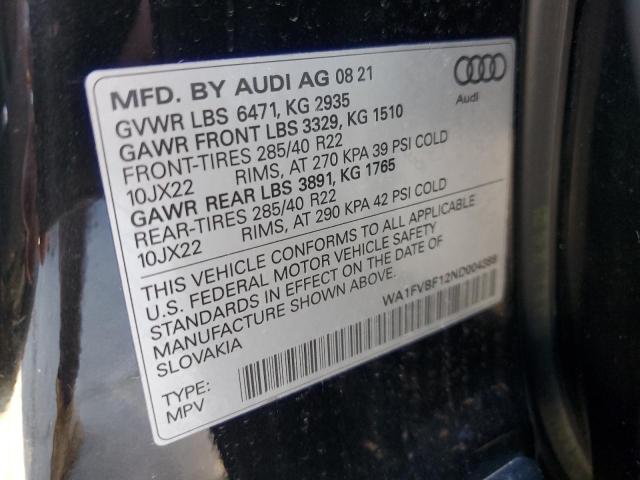 MFD. BY AUDI AG 08 21
Audi
GVWR LBS 6471, KG 2935
GAWR FRONT LBS 3329, KG 1510
FRONT-TIRES 285/40 R22
10JX22 RIMS, AT 270 KPA 39 PSI COLD
GAWR REAR LBS 3891, KG 1765
REAR-TIRES 285/40 R22
10JX22 RIMS, AT 290 KPA 42 PSI COLD
THIS VEHICLE CONFORMS TO ALL APPLICABLE
U.S. FEDERAL MOTOR VEHICLE SAFETY
STANDARDS IN EFFECT ON THE DATE OF
MANUFACTURE SHOWN ABOVE.
SLOVAKIA
TYPE:
MPV